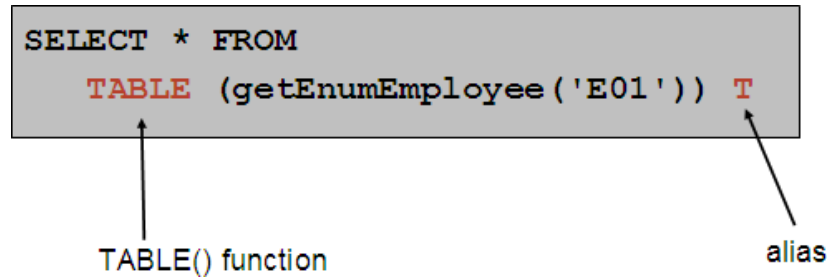 SELECT * FROM
TABLE (getEnumEmployee('E01')) T
TABLE() function
alias